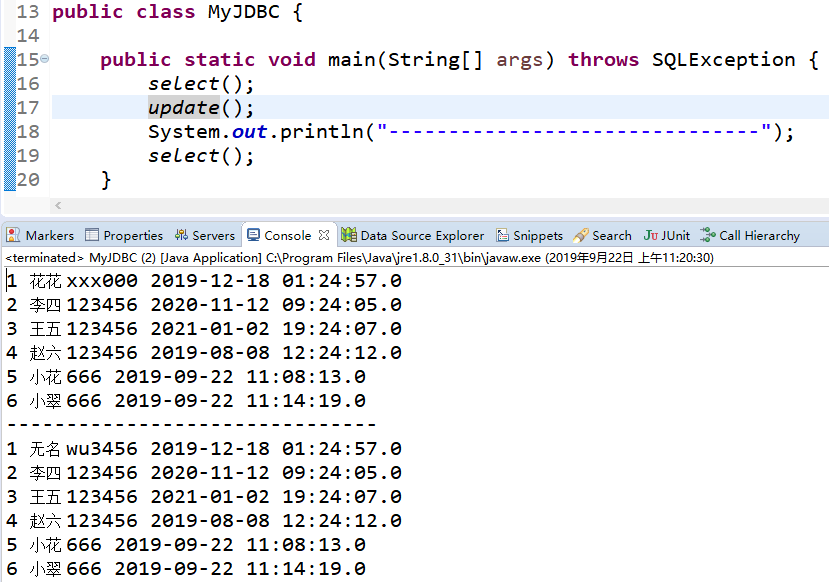 13 public class MyJDBC {
14
15 public static void main(String[] args) throws SQLException {
16 select();
17 update();
18 System.out.println("-------------------------------");
19 select();
20 }
Markers Properties Servers Console Data Source Explorer Snippets Search JUnit Call Hierarchy
<terminated> MyJDBC (2) [Java Application] C:\Program Files\Java\jre1.8.0_31\bin\javaw.exe (2019年9月22日 上午11:20:30)
1 花花 xxx000 2019-12-18 01:24:57.0
2 李四 123456 2020-11-12 09:24:05.0
3 王五 123456 2021-01-02 19:24:07.0
4 赵六 123456 2019-08-08 12:24:12.0
5 小花 666 2019-09-22 11:08:13.0
6 小翠 666 2019-09-22 11:14:19.0
-------------------------------
1 无名 wu3456 2019-12-18 01:24:57.0
2 李四 123456 2020-11-12 09:24:05.0
3 王五 123456 2021-01-02 19:24:07.0
4 赵六 123456 2019-08-08 12:24:12.0
5 小花 666 2019-09-22 11:08:13.0
6 小翠 666 2019-09-22 11:14:19.0